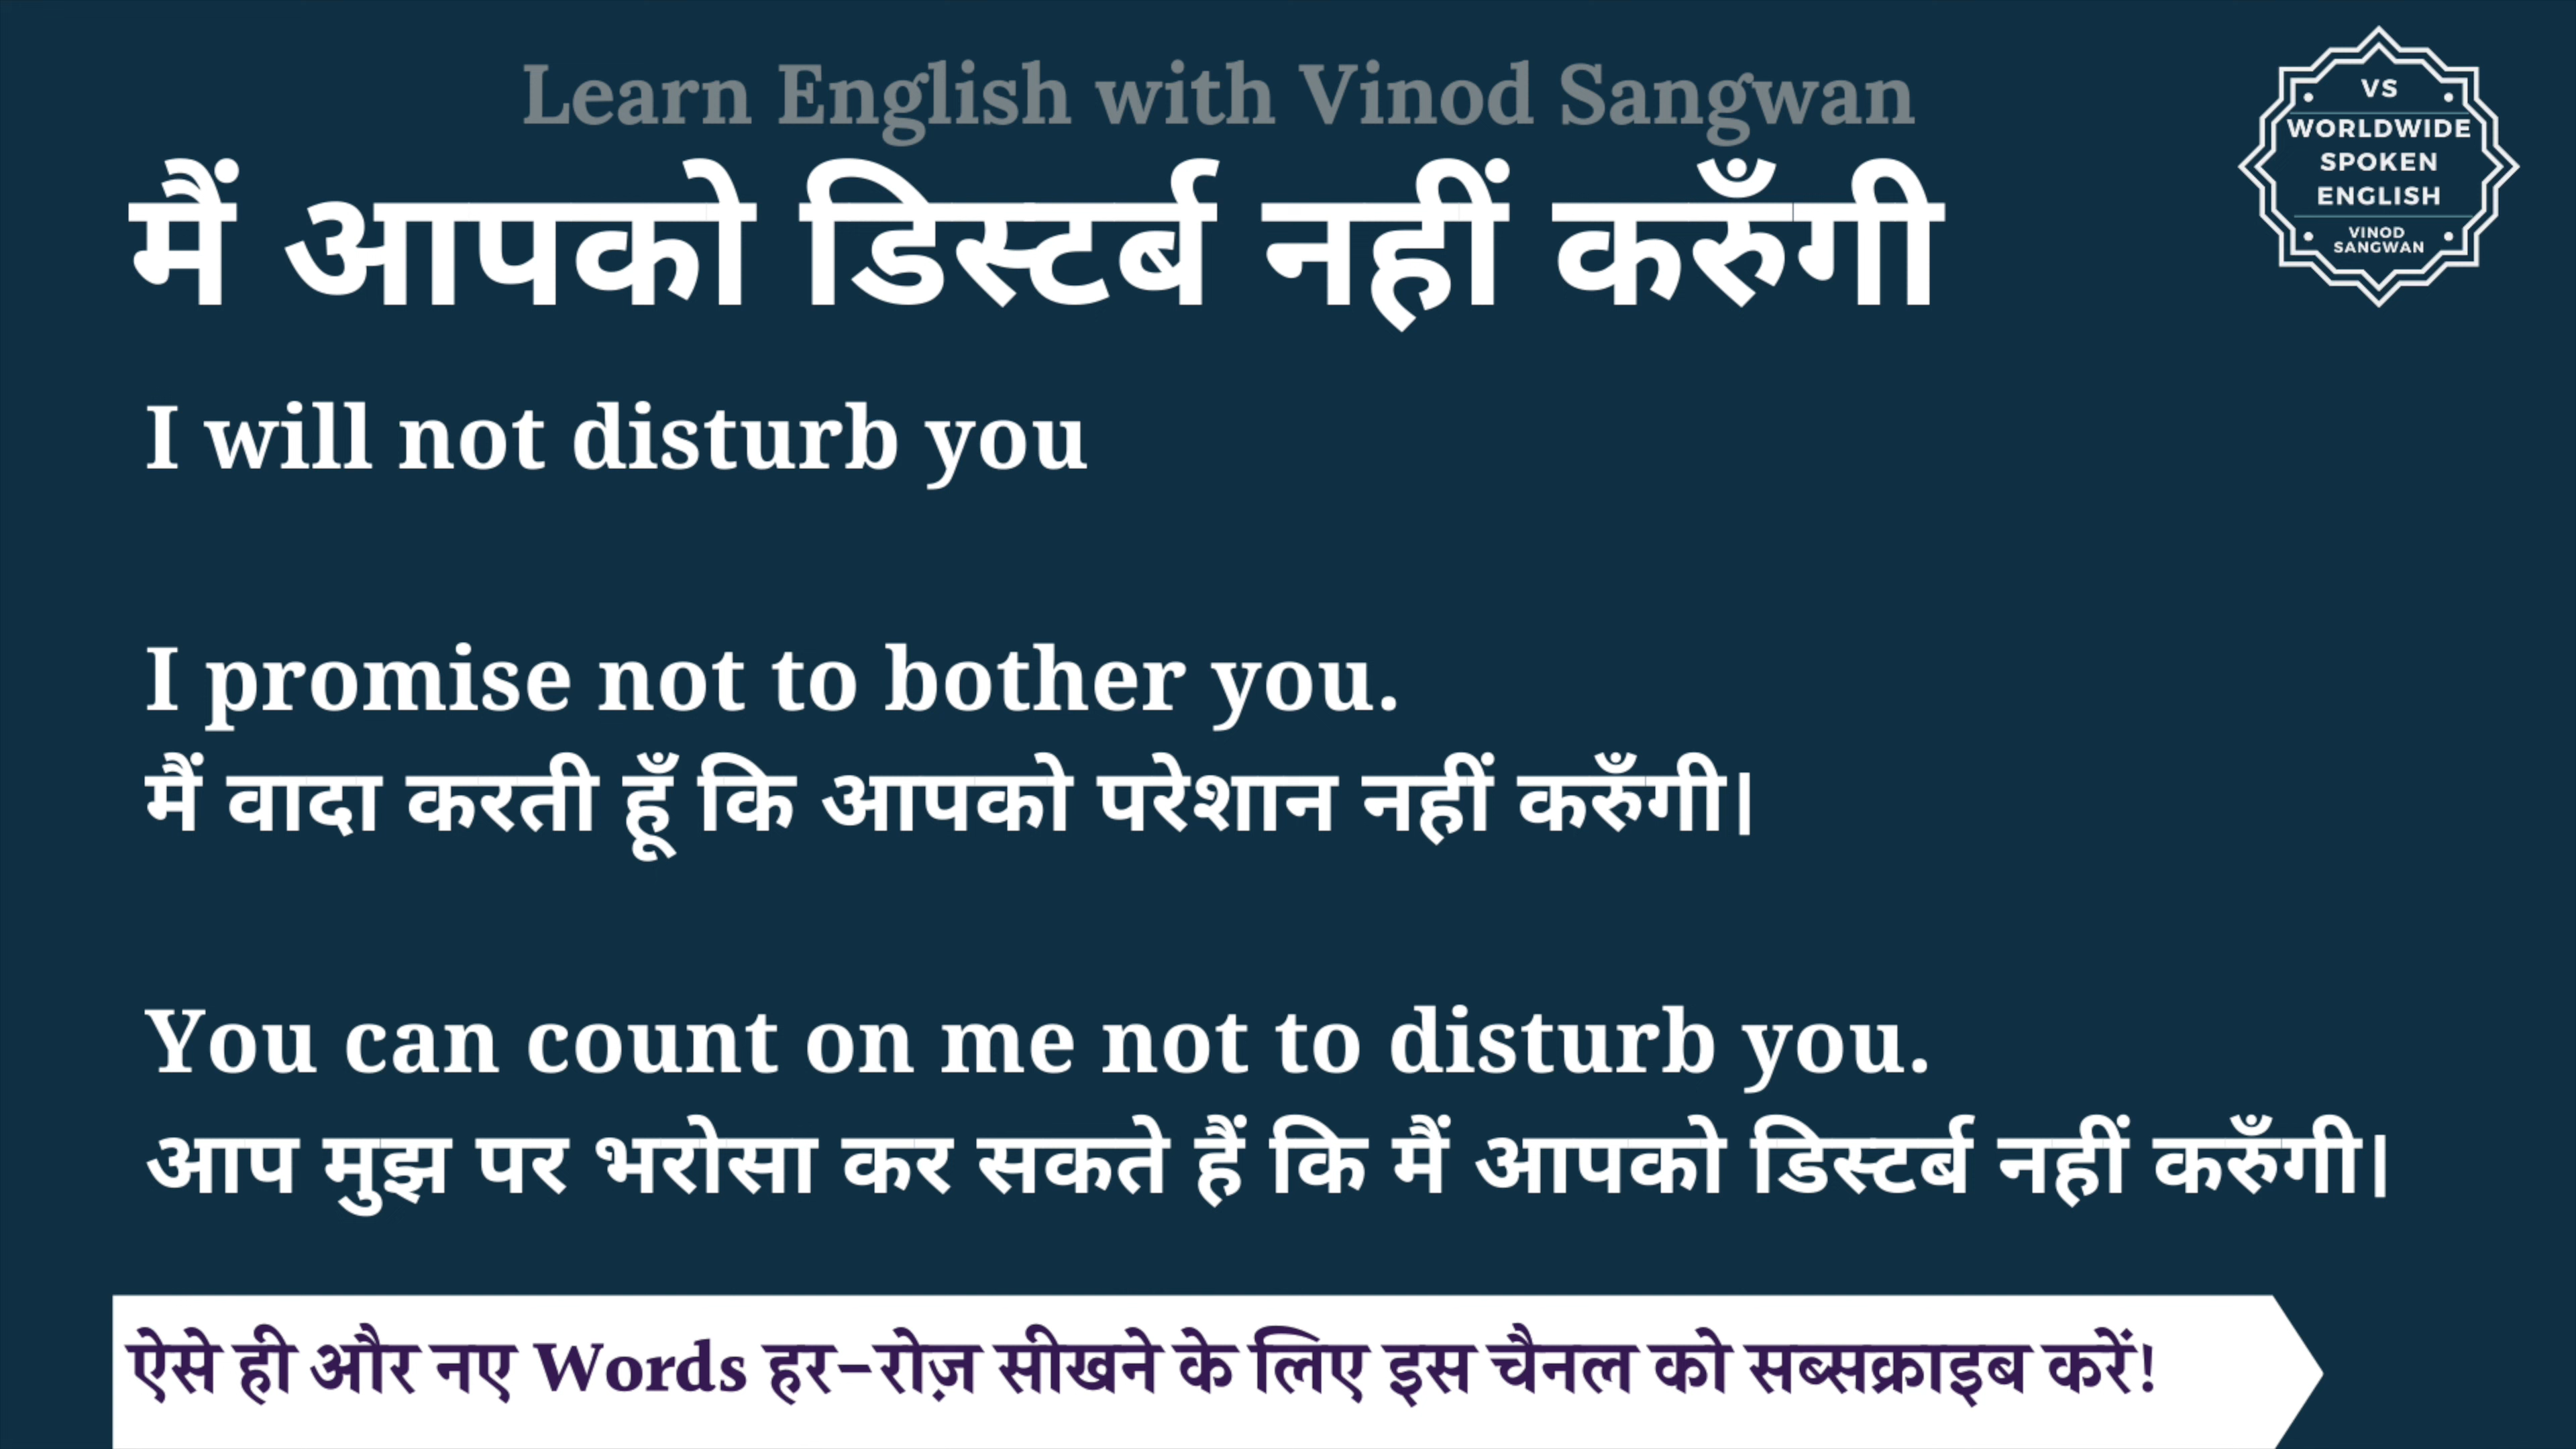 Learn English with Vinod Sangwan
VS
WORLDWIDE
SPOKEN
ENGLISH
VINOD
SANGWAN
मैं आपको डिस्टर्ब नहीं करुँगी
I will not disturb you
I promise not to bother you.
मैं वादा करती हूँ कि आपको परेशान नहीं करुँगी।
You can count on me not to disturb you.
आप मुझ पर भरोसा कर सकते हैं कि मैं आपको डिस्टर्ब नहीं करुँगी।
ऐसे ही और नए Words हर-रोज़ सीखने के लिए इस चैनल को सब्सक्राइब करें!